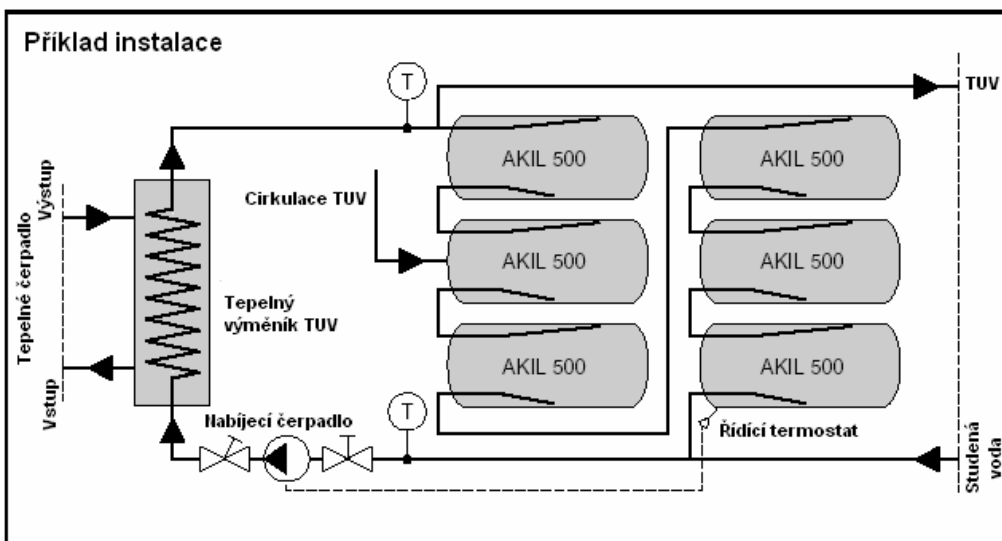 Příklad instalace
T
TUV
AKIL 500
AKIL 500
Výstup
Cirkulace TUV
AKIL 500
AKIL 500
Tepelné čerpadlo
Tepelný
výměník TUV
AKIL 500
AKIL 500
Vstup
T
Nabíjecí čerpadlo
Řídící termostat
Studená
voda